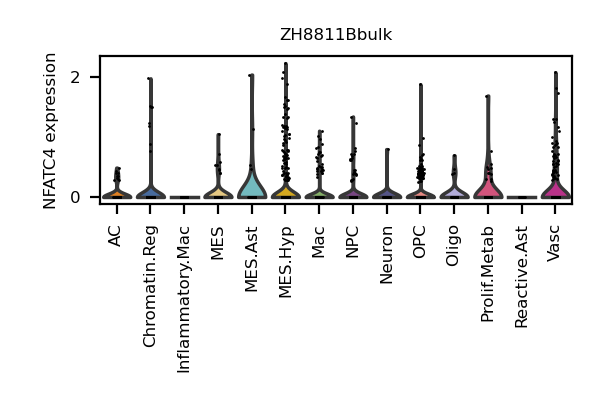 ZH8811Bbulk
NFATC4 expression
2
0
AC
Chromatin.Reg
Inflammatory.Mac
MES
MES.Ast
MES.Hyp
Mac
NPC
Neuron
OPC
Oligo
Prolif.Metab
Reactive.Ast
Vasc